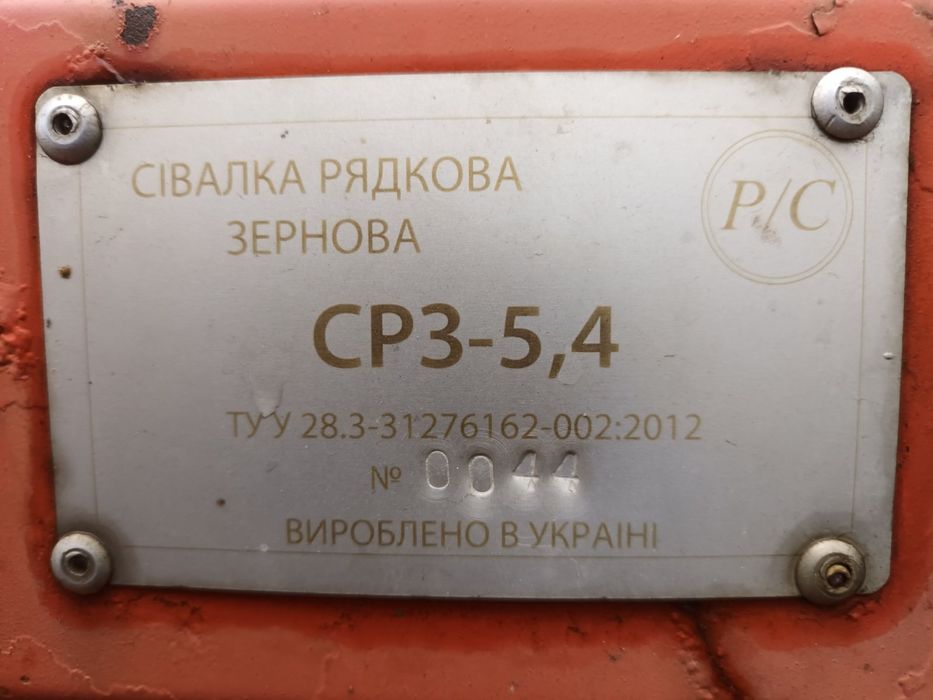 СІВАЛКА РЯДКОВА
ЗЕРНОВА
Р/С
СРЗ-5,4
ТУ У 28.3-31276162-002:2012
№ 0044
ВИРОБЛЕНО В УКРАЇНІ